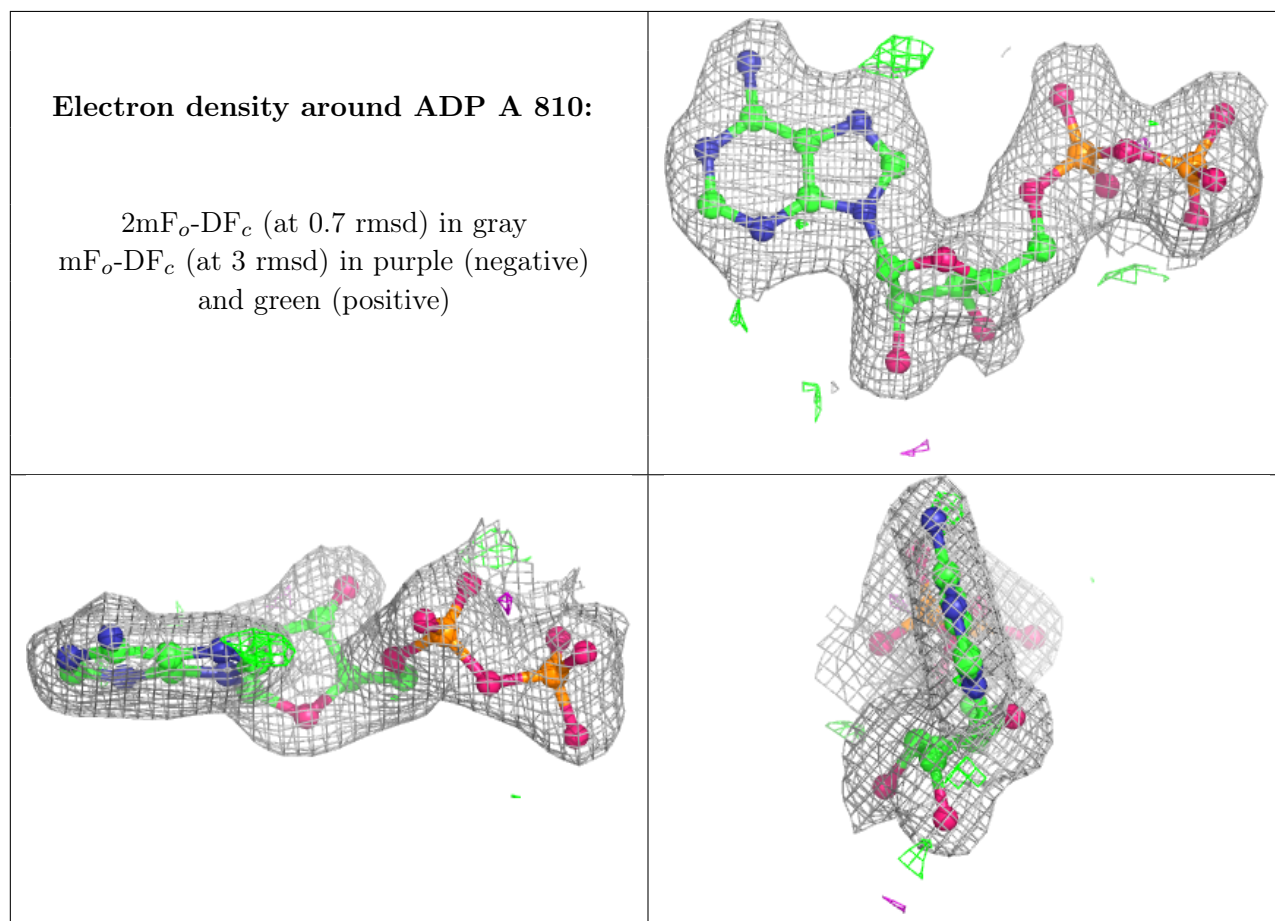 Electron density around ADP A 810:
2mFo-DFc (at 0.7 rmsd) in gray
mFo-DFc (at 3 rmsd) in purple (negative)
and green (positive)